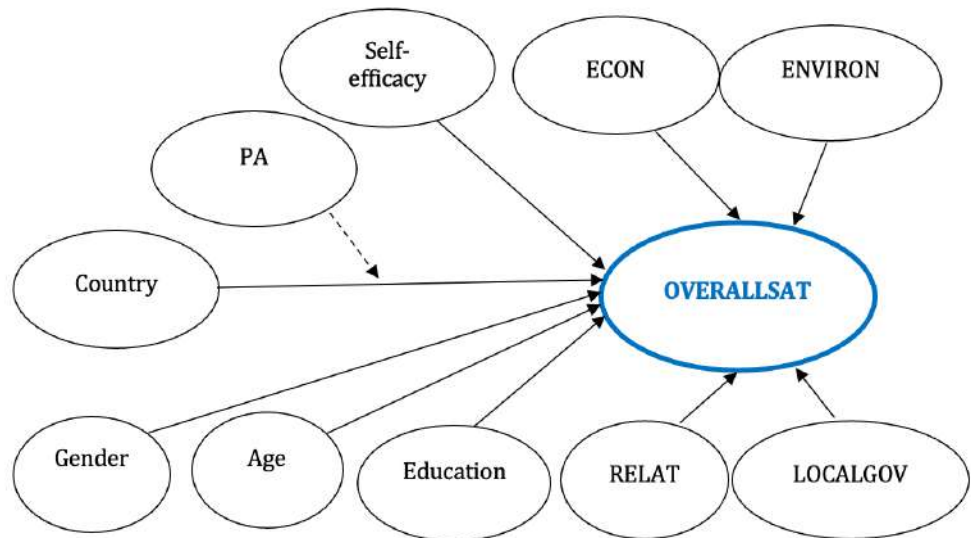 Self-
efficacy
ECON
ENVIRON
PA
Country
OVERALLSAT
Gender
Age
Education
RELAT
LOCALGOV